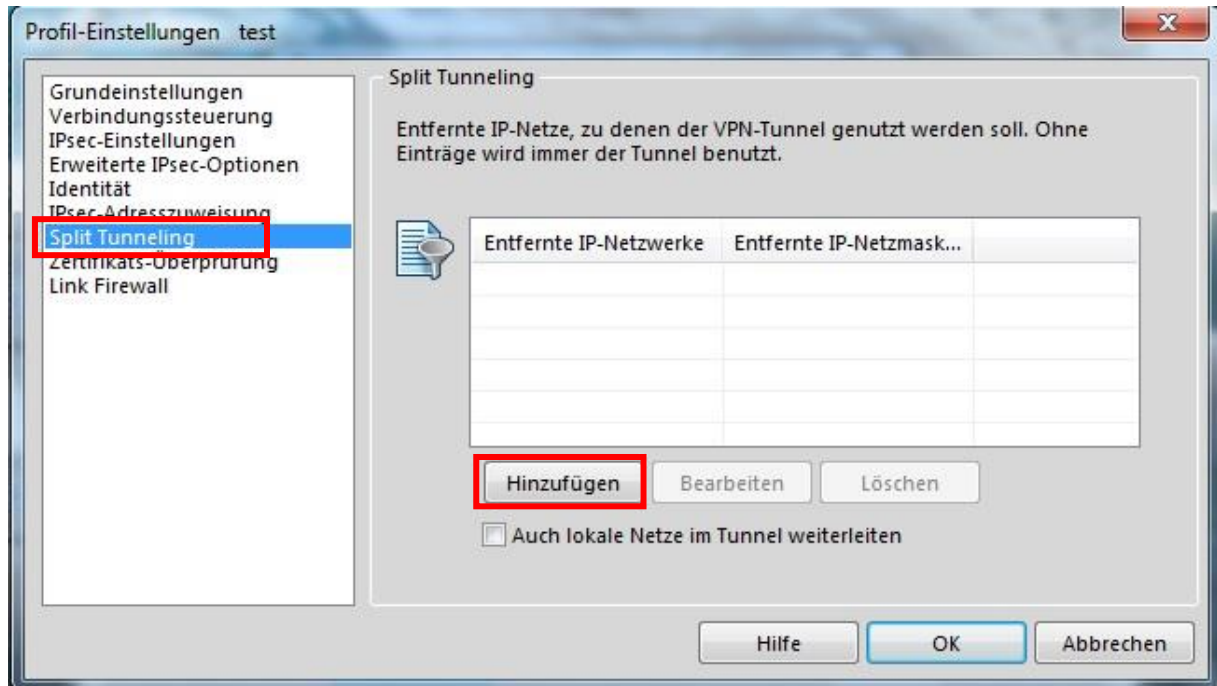 Profil-Einstellungen test
Grundeinstellungen
Verbindungssteuerung
IPsec-Einstellungen
Erweiterte IPsec-Optionen
Identität
IPsec-Adresszuweisung
Split Tunneling
Zertifikats-Überprüfung
Link Firewall
Split Tunneling
Entfernte IP-Netze, zu denen der VPN-Tunnel genutzt werden soll. Ohne
Einträge wird immer der Tunnel benutzt.
Entfernte IP-Netzwerke Entfernte IP-Netzmask...
Hinzufügen Bearbeiten Löschen
Auch lokale Netze im Tunnel weiterleiten
Hilfe OK Abbrechen